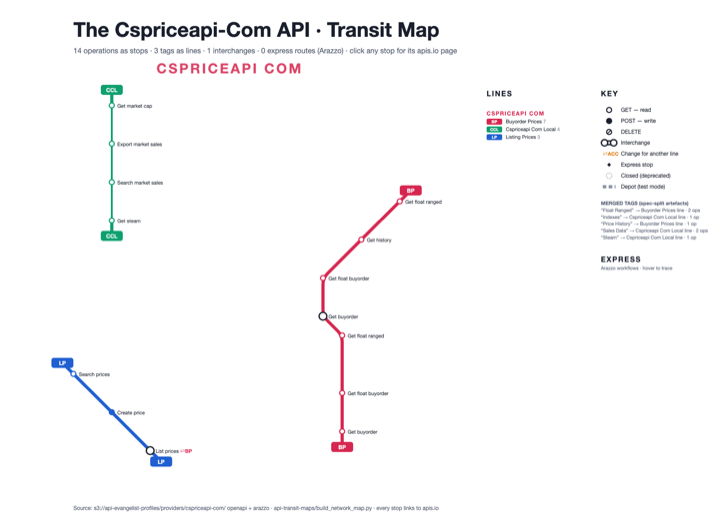 The Cspriceapi-Com API · Transit Map
14 operations as stops · 3 tags as lines · 1 interchanges · 0 express routes (Arazzo) · click any stop for its apis.io page
CSPRICEAPI COM
CCL
Get market cap
Export market sales
Search market sales
Get steam
CCL
BP
Get float ranged
Get history
Get float buyorder
Get buyorder
Get float ranged
Get float buyorder
Get buyorder
BP
LP
Search prices
Create price
List prices ⇄BP
LP
LINES
CSPRICEAPI COM
BP Buyorder Prices 7
CCL Cspriceapi Com Local 4
LP Listing Prices 3
KEY
GET — read
POST — write
DELETE
Interchange
⇄ACC Change for another line
Express stop
Closed (deprecated)
Depot (test mode)
MERGED TAGS (spec-split artefacts)
"Final Ranged" → Buyorder Prices line · 2 ops
"Indexes" → Cspriceapi Com Local line · 1 op
"Price History" → Buyorder Prices line · 1 op
"Sales Data" → Cspriceapi Com Local line · 2 ops
"Steam" → Cspriceapi Com Local line · 1 op
EXPRESS
Arazzo workflows · hover to trace
Source: s3://api-evangelist-profiles/providers/cspriceapi-com/ openapi + arazzo · api-transit-maps/build_network_map.py · every stop links to apis.io